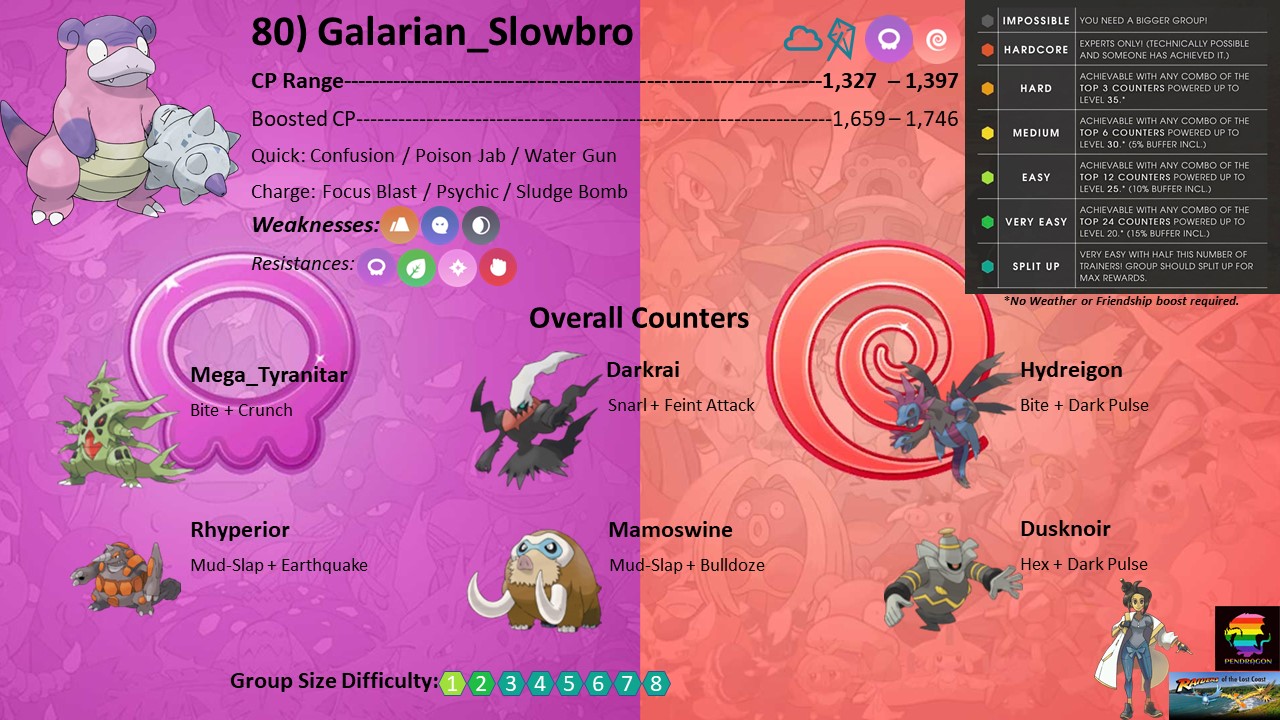 80) Galarian_Slowbro
CP Range--------------------------------------------------------------------1,327 – 1,397
Boosted CP--------------------------------------------------------------------1,659 – 1,746
Quick: Confusion / Poison Jab / Water Gun
Charge: Focus Blast / Psychic / Sludge Bomb
Weaknesses:
Resistances:
IMPOSSIBLE YOU NEED A BIGGER GROUP!
HARDCORE EXPERTS ONLY! (TECHNICALLY POSSIBLE
AND SOMEONE HAS ACHIEVED IT.)
HARD ACHIEVABLE WITH ANY COMBO OF THE
TOP 3 COUNTERS POWERED UP TO
LEVEL 35.*
MEDIUM ACHIEVABLE WITH ANY COMBO OF THE
TOP 6 COUNTERS POWERED UP TO
LEVEL 30.* (5% BUFFER INCL.)
EASY ACHIEVABLE WITH ANY COMBO OF THE
TOP 12 COUNTERS POWERED UP TO
LEVEL 25.* (10% BUFFER INCL.)
VERY EASY ACHIEVABLE WITH ANY COMBO OF THE
TOP 24 COUNTERS POWERED UP TO
LEVEL 20.* (15% BUFFER INCL.)
SPLIT UP VERY EASY WITH HALF THIS NUMBER OF
TRAINERS! GROUP SHOULD SPLIT UP FOR
MAX REWARDS.
*No Weather or Friendship boost required.
Overall Counters
Mega_Tyranitar
Bite + Crunch
Darkrai
Snarl + Feint Attack
Hydreigon
Bite + Dark Pulse
Rhyperior
Mud-Slap + Earthquake
Mamoswine
Mud-Slap + Bulldoze
Dusknoir
Hex + Dark Pulse
Group Size Difficulty: 1 2 3 4 5 6 7 8
PENDRAGON
RAIDERS of the Lost Coast